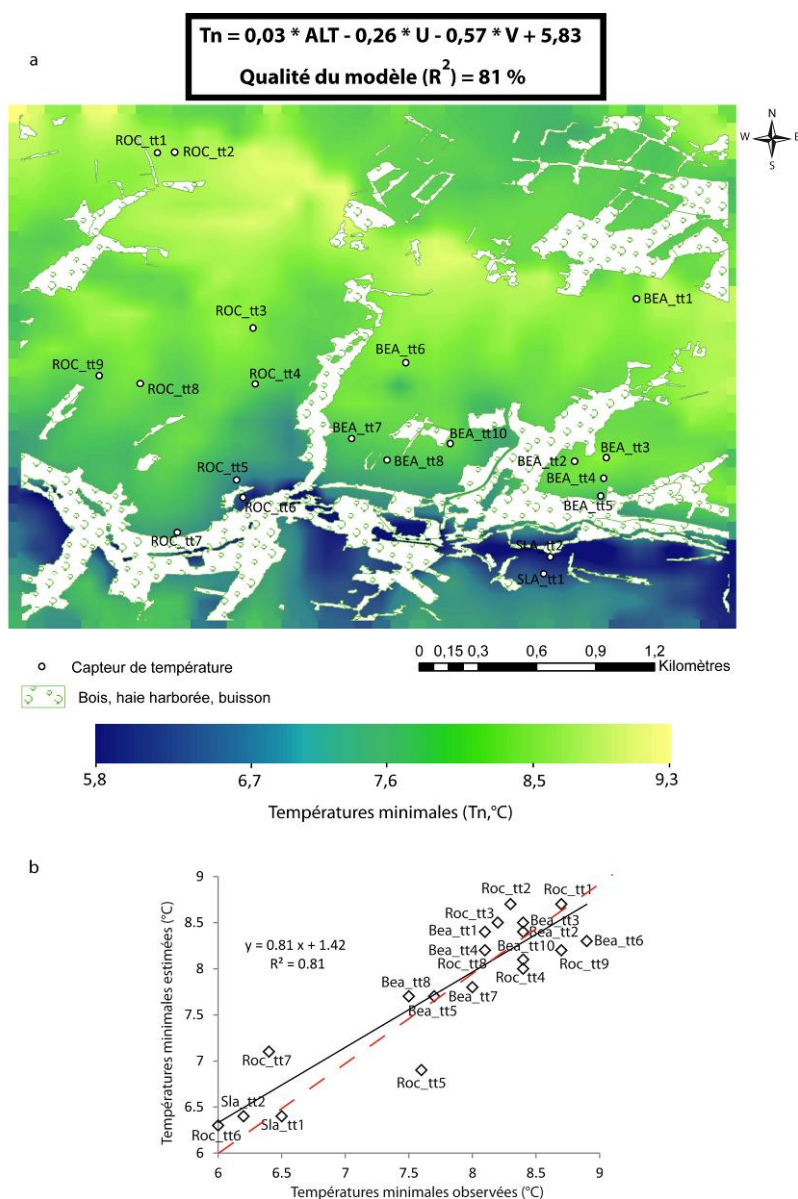 Tn = 0,03 * ALT - 0,26 * U - 0,57 * V + 5,83
Qualité du modèle (R²) = 81 %
a
N
W E
S
ROC_tt1
ROC_tt2
ROC_tt3
BEA_tt1
BEA_tt6
ROC_tt9
ROC_tt8
ROC_tt4
BEA_tt7
BEA_tt10
BEA_tt8
BEA_tt2
BEA_tt3
BEA_tt4
BEA_tt5
ROC_tt5
ROC_tt6
ROC_tt7
SLA_tt2
SLA_tt1
Capteur de température
0 0,15 0,3 0,6 0,9 1,2
Kilomètres
Bois, haie harborée, buisson
5,8 6,7 7,6 8,5 9,3
Températures minimales (Tn,°C)
b
Températures minimales estimées (°C)
9
8.5
8
7.5
7
6.5
6
y = 0.81 x + 1.42
R² = 0.81
Roc_tt2
Roc_tt1
Roc_tt3
Bea_tt3
Bea_tt1
Bea_tt2
Bea_tt4
Bea_tt10
Bea_tt6
Roc_tt8
Roc_tt9
Roc_tt4
Bea_tt8
Bea_tt7
Bea_tt5
Roc_tt7
Roc_tt5
Sla_tt2
Sla_tt1
Roc_tt6
6 6.5 7 7.5 8 8.5 9
Températures minimales observées (°C)